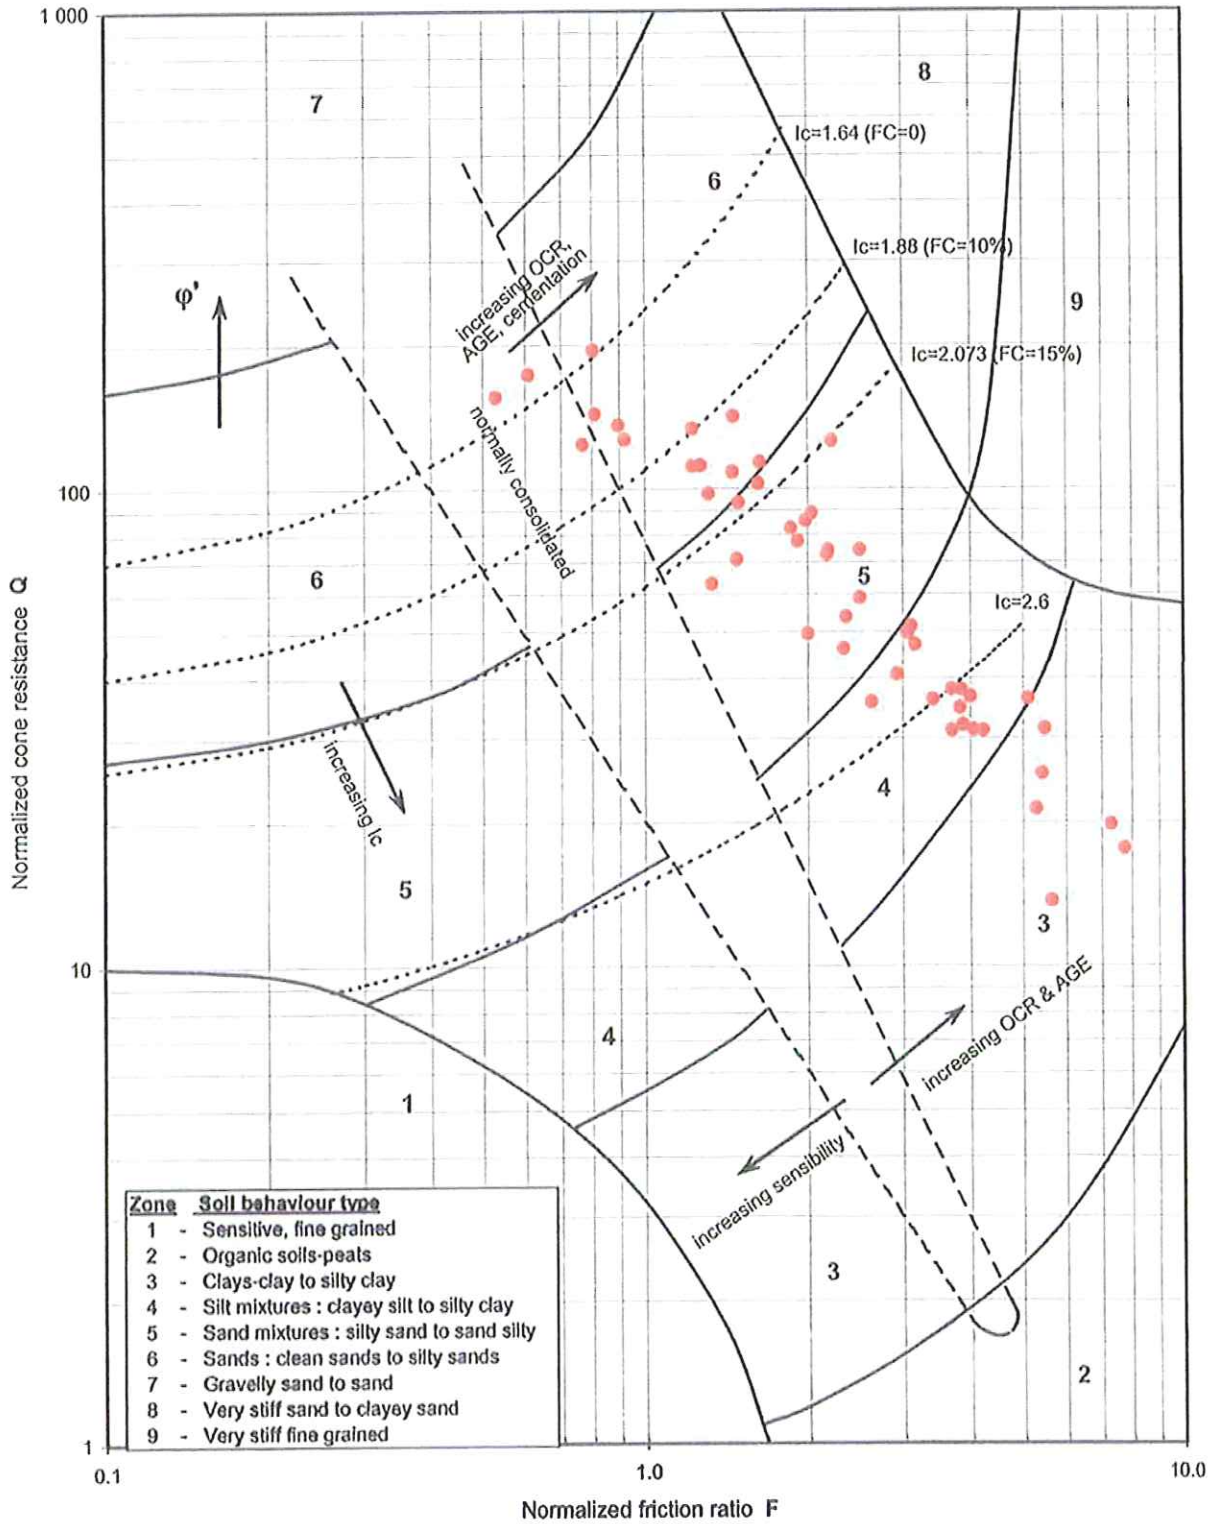 1 000
7
8
Ic=1.64 (FC=0)
6
Ic=1.88 (FC=10%)
increasing OCR,
AGE, cementation
φ'
9
Ic=2.073 (FC=15%)
normally consolidated
100
6
5
Ic=2.6
Normalized cone resistance Q
increasing Ic
4
5
3
10
4
increasing OCR & AGE
1
increasing sensibility
3
2
Zone Soil behaviour type
1 - Sensitive, fine grained
2 - Organic soils-peats
3 - Clays-clay to silty clay
4 - Silt mixtures : clayey silt to silty clay
5 - Sand mixtures : silly sand to sand silty
6 - Sands : clean sands to silty sands
7 - Gravelly sand to sand
8 - Very stiff sand to clayey sand
9 - Very stiff fine grained
1
0.1
1.0
10.0
Normalized friction ratio F